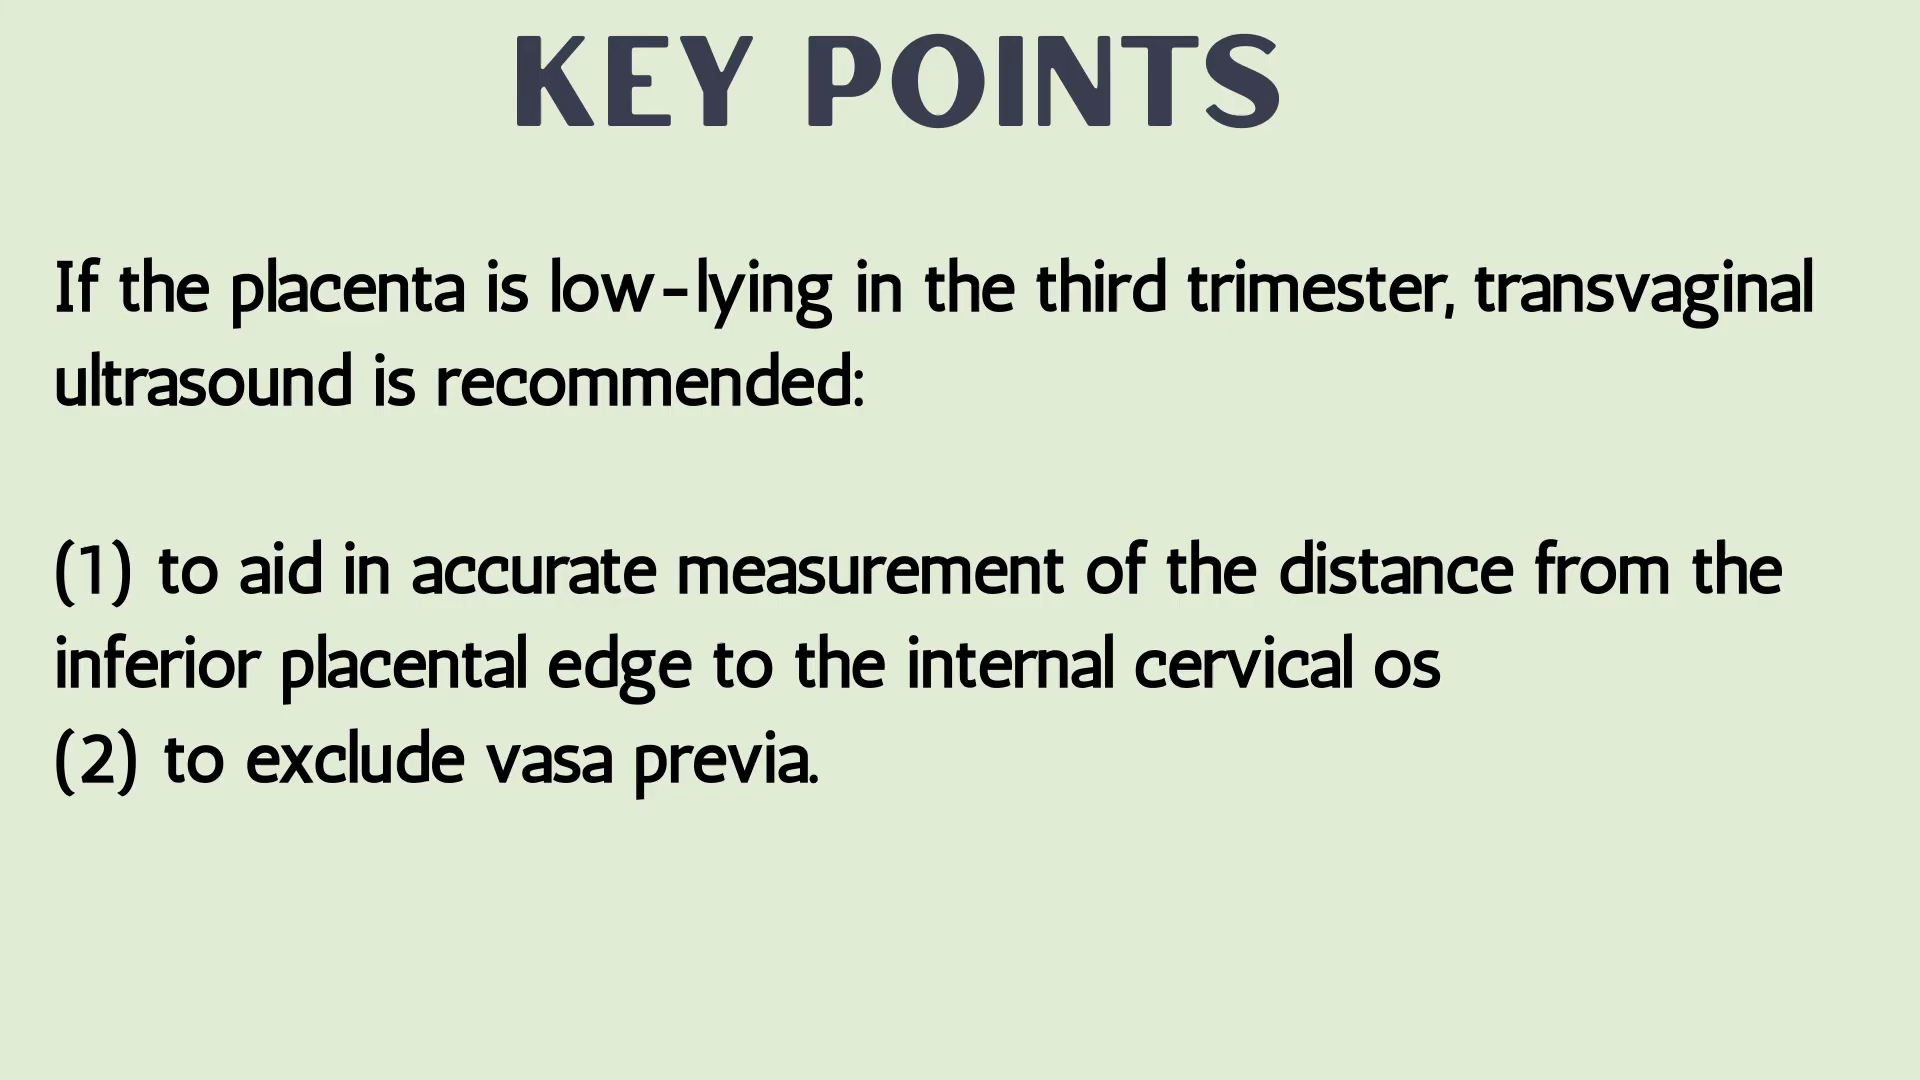 KEY POINTS
If the placenta is low-lying in the third trimester, transvaginal
ultrasound is recommended:
(1) to aid in accurate measurement of the distance from the
inferior placental edge to the internal cervical os
(2) to exclude vasa previa.